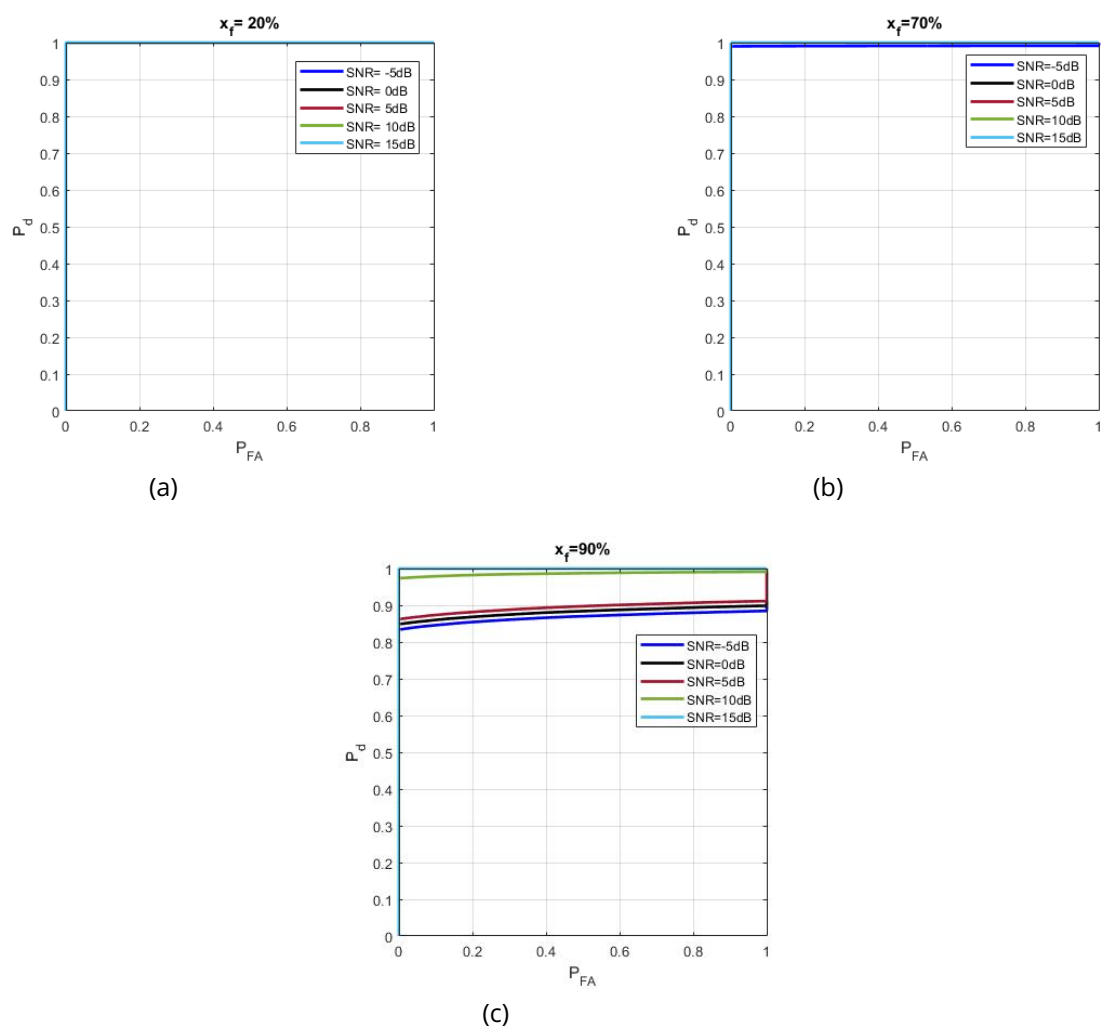 x_f= 20%
1
0.9
0.8
0.7
0.6
0.5
0.4
0.3
0.2
0.1
0
P_d
SNR= -5dB
SNR= 0dB
SNR= 5dB
SNR= 10dB
SNR= 15dB
0 0.2 0.4 0.6 0.8 1
P_FA
(a)
x_f=70%
1
0.9
0.8
0.7
0.6
0.5
0.4
0.3
0.2
0.1
0
P_d
SNR=-5dB
SNR=0dB
SNR=5dB
SNR=10dB
SNR=15dB
0 0.2 0.4 0.6 0.8 1
P_FA
(b)
x_f=90%
1
0.9
0.8
0.7
0.6
0.5
0.4
0.3
0.2
0.1
0
P_d
SNR=-5dB
SNR=0dB
SNR=5dB
SNR=10dB
SNR=15dB
0 0.2 0.4 0.6 0.8 1
P_FA
(c)